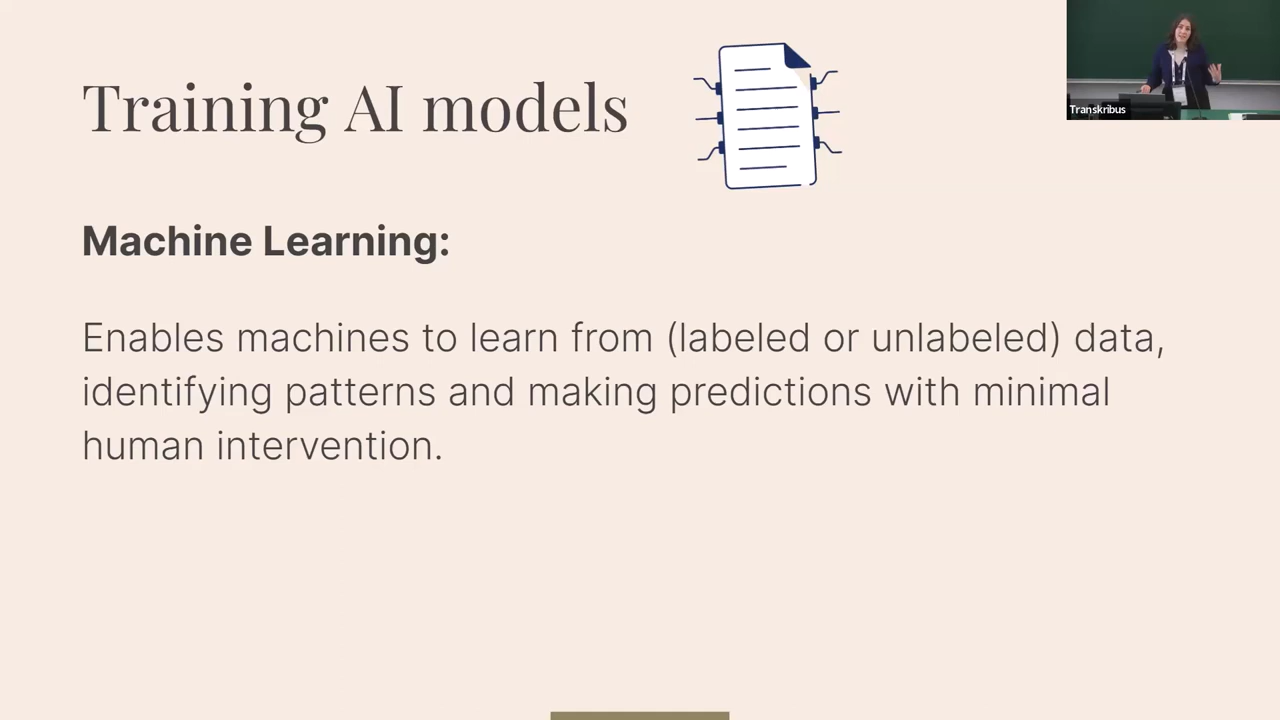 Training AI models
Transkribus
Machine Learning:
Enables machines to learn from (labeled or unlabeled) data,
identifying patterns and making predictions with minimal
human intervention.